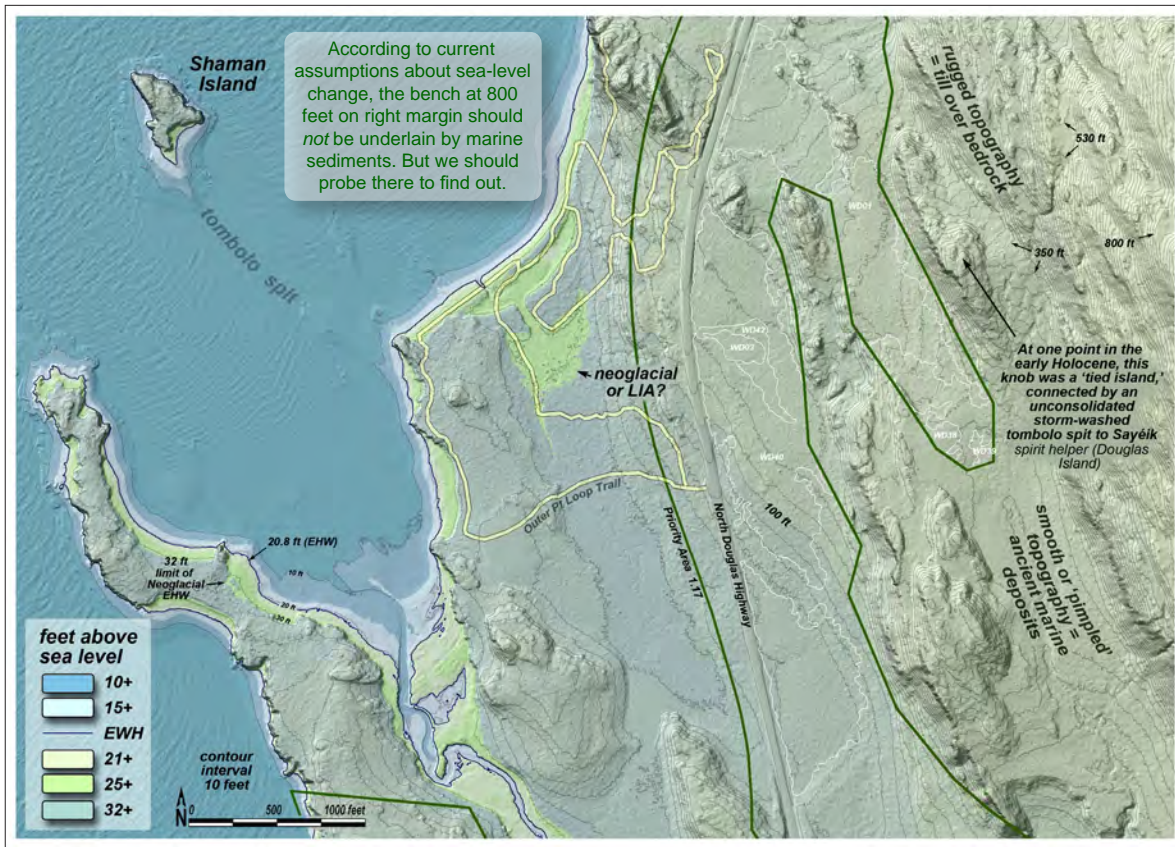 Shaman
Island
According to current
assumptions about sea-level
change, the bench at 800
feet on right margin should
not be underlain by marine
sediments. But we should
probe there to find out.
rugged topography
= till over bedrock
530 ft
800 ft
350 ft
WD01
tombolo spit
WD42
WD03
neoglacial
or LIA?
At one point in the
early Holocene, this
knob was a ‘tied island,’
connected by an
unconsolidated
storm-washed
tombolo spit to Sayéik
spirit helper (Douglas
Island)
WD40
Outer Pt Loop Trail
100 ft
Priority Area 1.17
North Douglas Highway
smooth or ‘pimpled’
topography =
ancient marine
deposits
20.8 ft (EHW)
10 ft
32 ft
limit of
Neoglacial
EHW
20 ft
30 ft
feet above
sea level
10+
15+
EWH
21+
25+
32+
contour
interval
10 feet
N
0 500 1000 feet